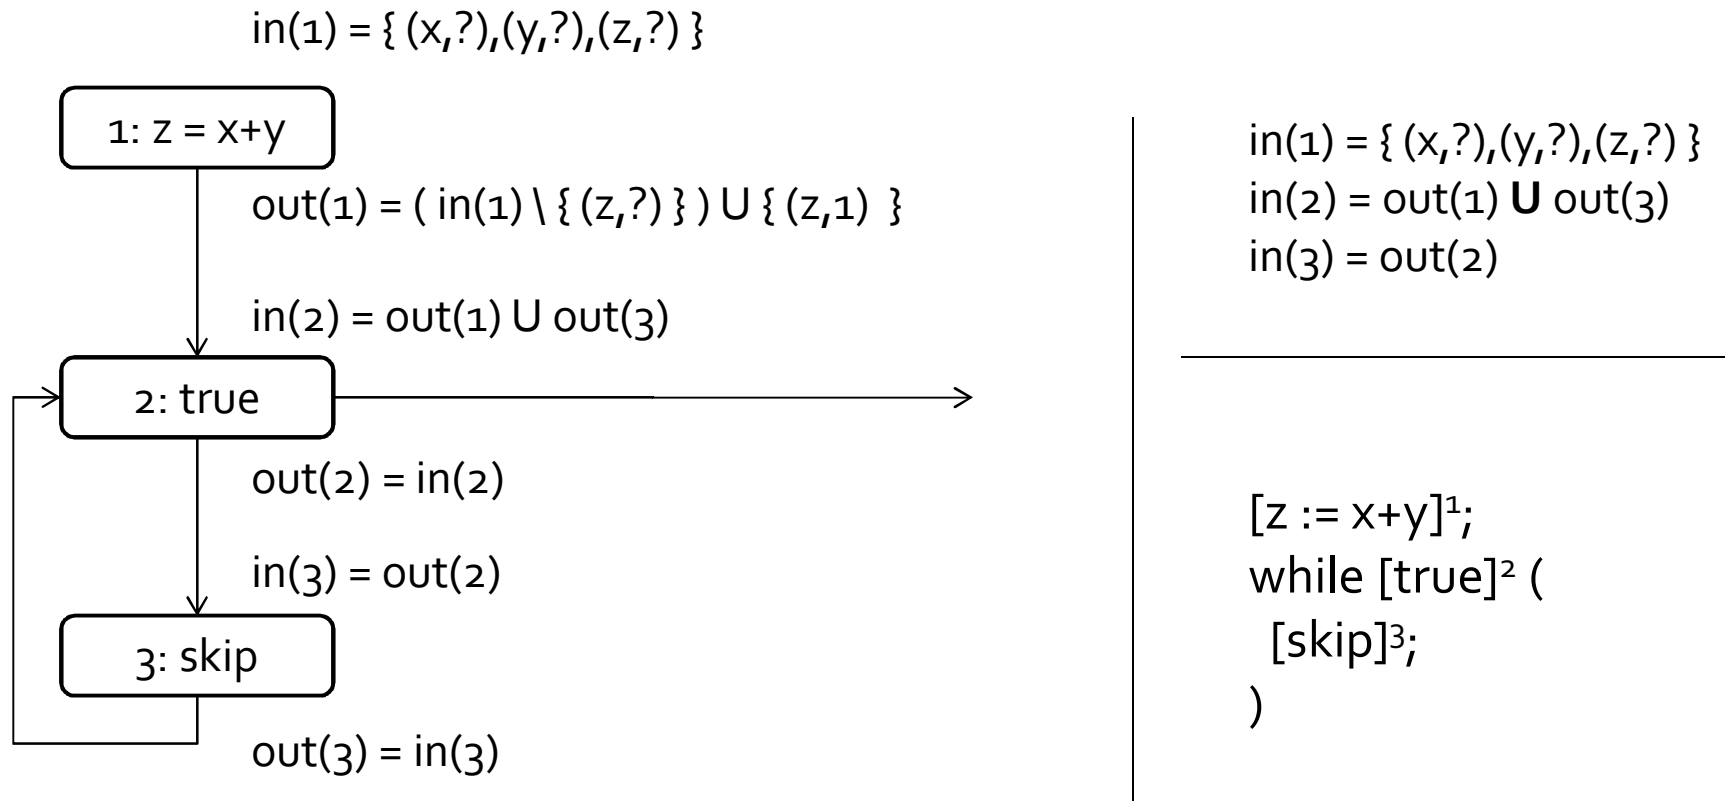 in(1) = { (x,?),(y,?),(z,?) }
1: z = x+y
out(1) = ( in(1) \ { (z,?) } ) U { (z,1)  }
in(2) = out(1) U out(3)
2: true
out(2) = in(2)
in(3) = out(2)
3: skip
out(3) = in(3)
in(1) = { (x,?),(y,?),(z,?) }
in(2) = out(1) U out(3)
in(3) = out(2)
[z := x+y]¹;
while [true]² (
[skip]³;
)